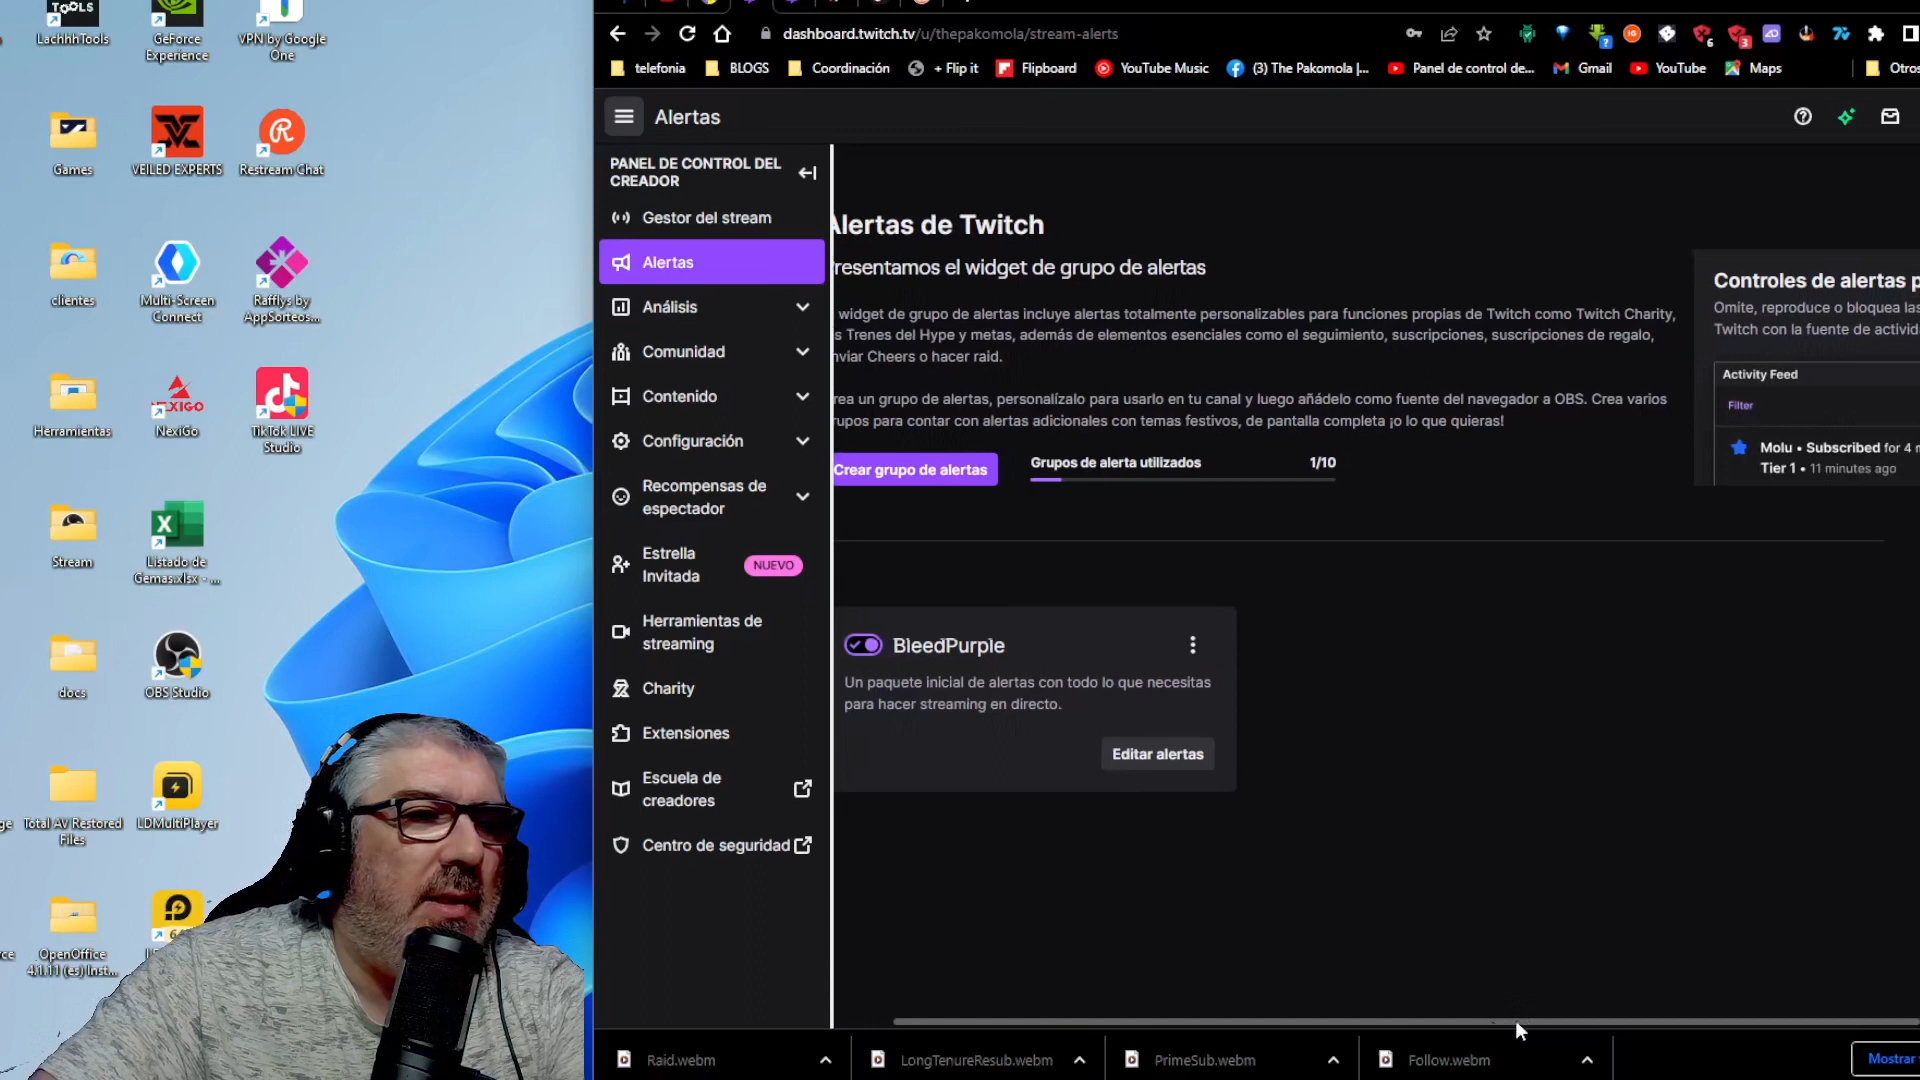 TOOLS
LachhhTools
GeForce
Experience
VPN by Google
One
Games
VEILED EXPERTS
Restream Chat
clientes
Multi-Screen
Connect
Rafflys by
AppSorteos...
Herramientas
NEXIGO
NexiGo
TikTok LIVE
Studio
Stream
Listado de
Gemas.xlsx - ...
docs
OBS Studio
Total AV Restored
Files
LDMultiPlayer
OpenOffice
4.1.11 (es) Inst...
dashboard.twitch.tv/u/thepakomola/stream-alerts
telefonia
BLOGS
Coordinación
+ Flip it
Flipboard
YouTube Music
(3) The Pakomola |...
Panel de control de...
Gmail
YouTube
Maps
Otros
Alertas
PANEL DE CONTROL DEL
CREADOR
Gestor del stream
Alertas
Análisis
Comunidad
Contenido
Configuración
Recompensas de
espectador
Estrella
Invitada
NUEVO
Herramientas de
streaming
Charity
Extensiones
Escuela de
creadores
Centro de seguridad
Alertas de Twitch
resentamos el widget de grupo de alertas
widget de grupo de alertas incluye alertas totalmente personalizables para funciones propias de Twitch como Twitch Charity,
s Trenes del Hype y metas, además de elementos esenciales como el seguimiento, suscripciones, suscripciones de regalo,
nviar Cheers o hacer raid.
rea un grupo de alertas, personalízalo para usarlo en tu canal y luego añádelo como fuente del navegador a OBS. Crea varios
rupos para contar con alertas adicionales con temas festivos, de pantalla completa ¡o lo que quieras!
Crear grupo de alertas
Grupos de alerta utilizados
1/10
Controles de alertas p
Omite, reproduce o bloquea las
Twitch con la fuente de activida
Activity Feed
Filter
Molu • Subscribed for 4 m
Tier 1 • 11 minutes ago
BleedPurple
Un paquete inicial de alertas con todo lo que necesitas
para hacer streaming en directo.
Editar alertas
Raid.webm
LongTenureResub.webm
PrimeSub.webm
Follow.webm
Mostrar